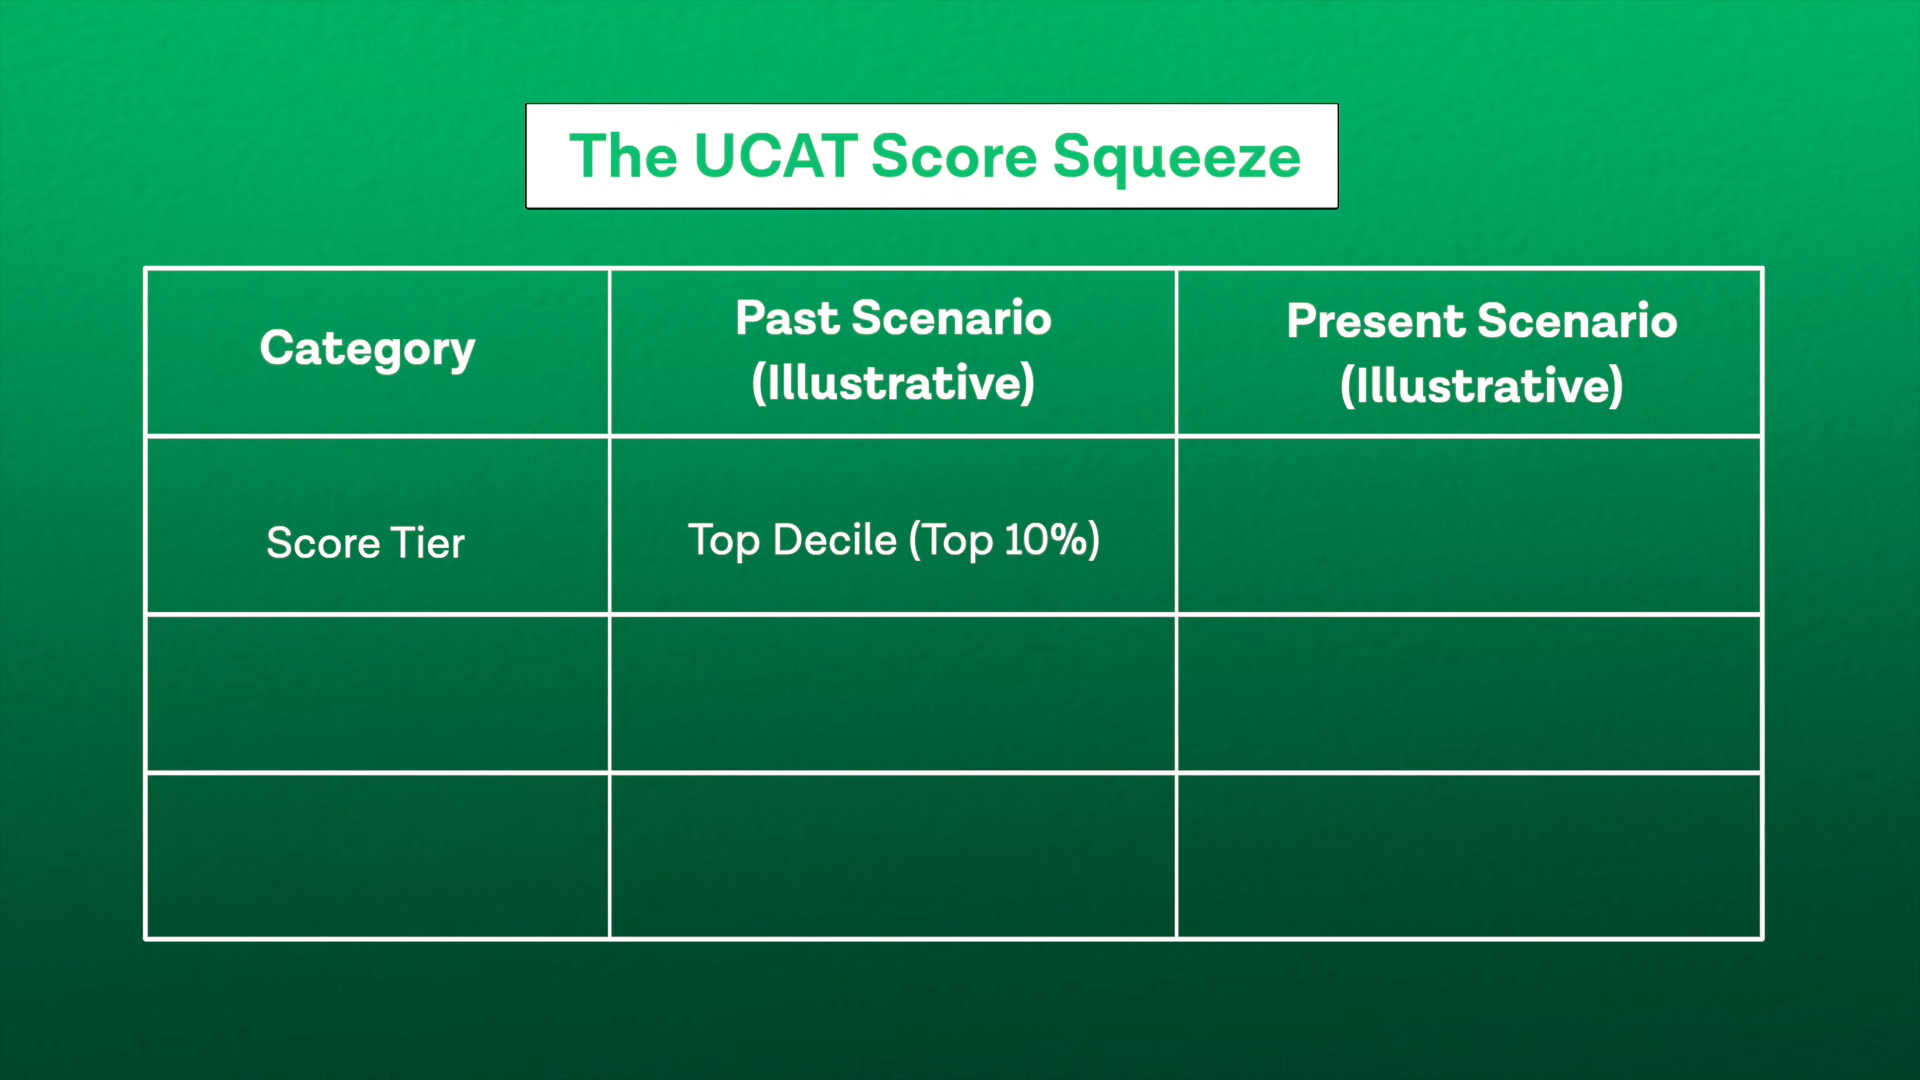 The UCAT Score Squeeze
Category
Past Scenario
(Illustrative)
Present Scenario
(Illustrative)
Score Tier
Top Decile (Top 10%)